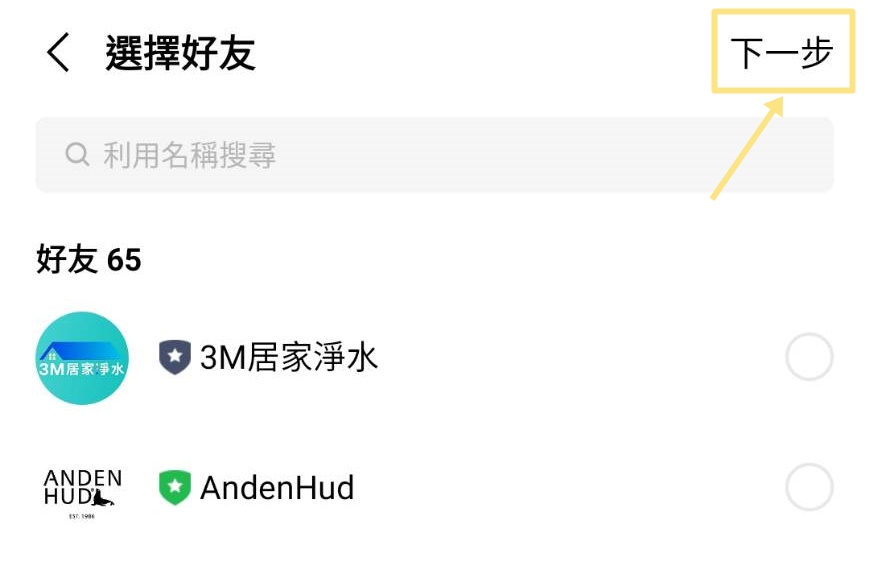 選擇好友
下一步
利用名稱搜尋
好友 65
3M居家淨水
3M居家淨水
ANDEN
HUD
EST. 1986
AndenHud